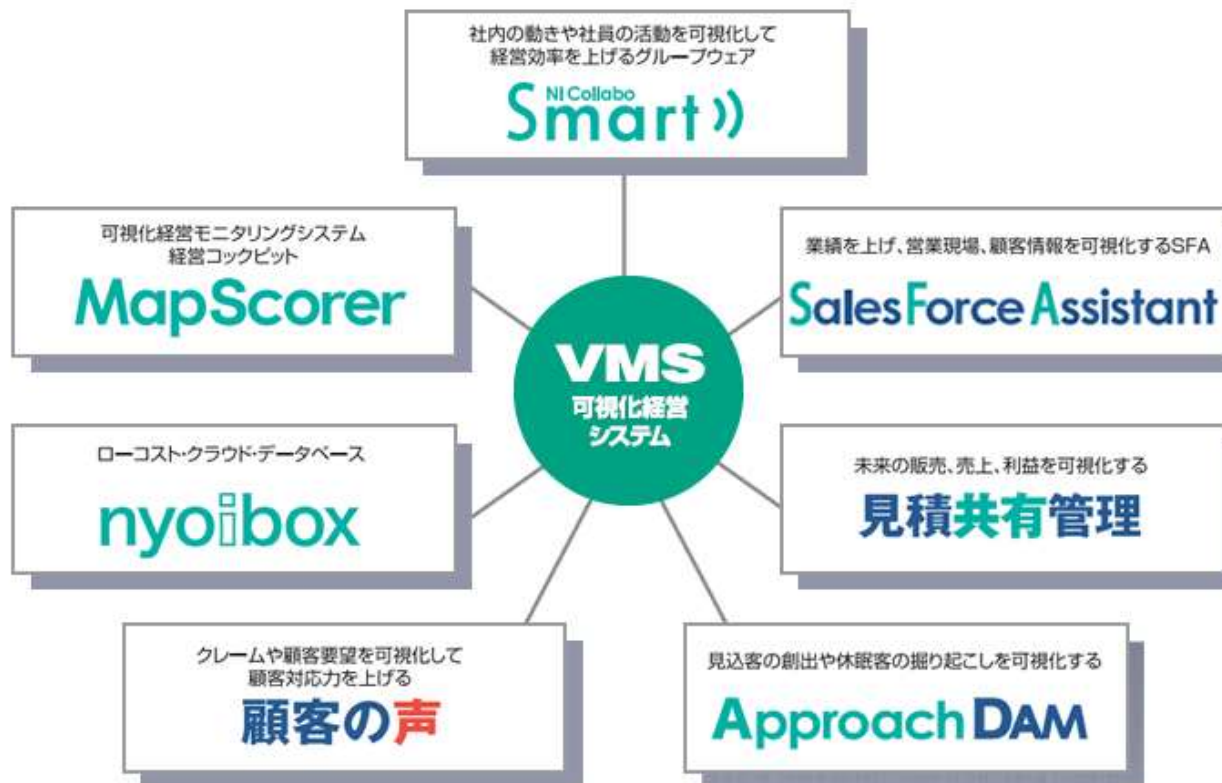 社内の動きや社員の活動を可視化して
経営効率を上げるグループウェア
NI Collabo
Smart
可視化経営モニタリングシステム
経営コックピット
MapScorer
業績を上げ、営業現場、顧客情報を可視化するSFA
Sales Force Assistant
VMS
可視化経営
システム
ローコスト・クラウド・データベース
nyoibox
未来の販売、売上、利益を可視化する
見積共有管理
クレームや顧客要望を可視化して
顧客対応力を上げる
顧客の声
見込客の創出や休眠客の掘り起こしを可視化する
Approach DAM